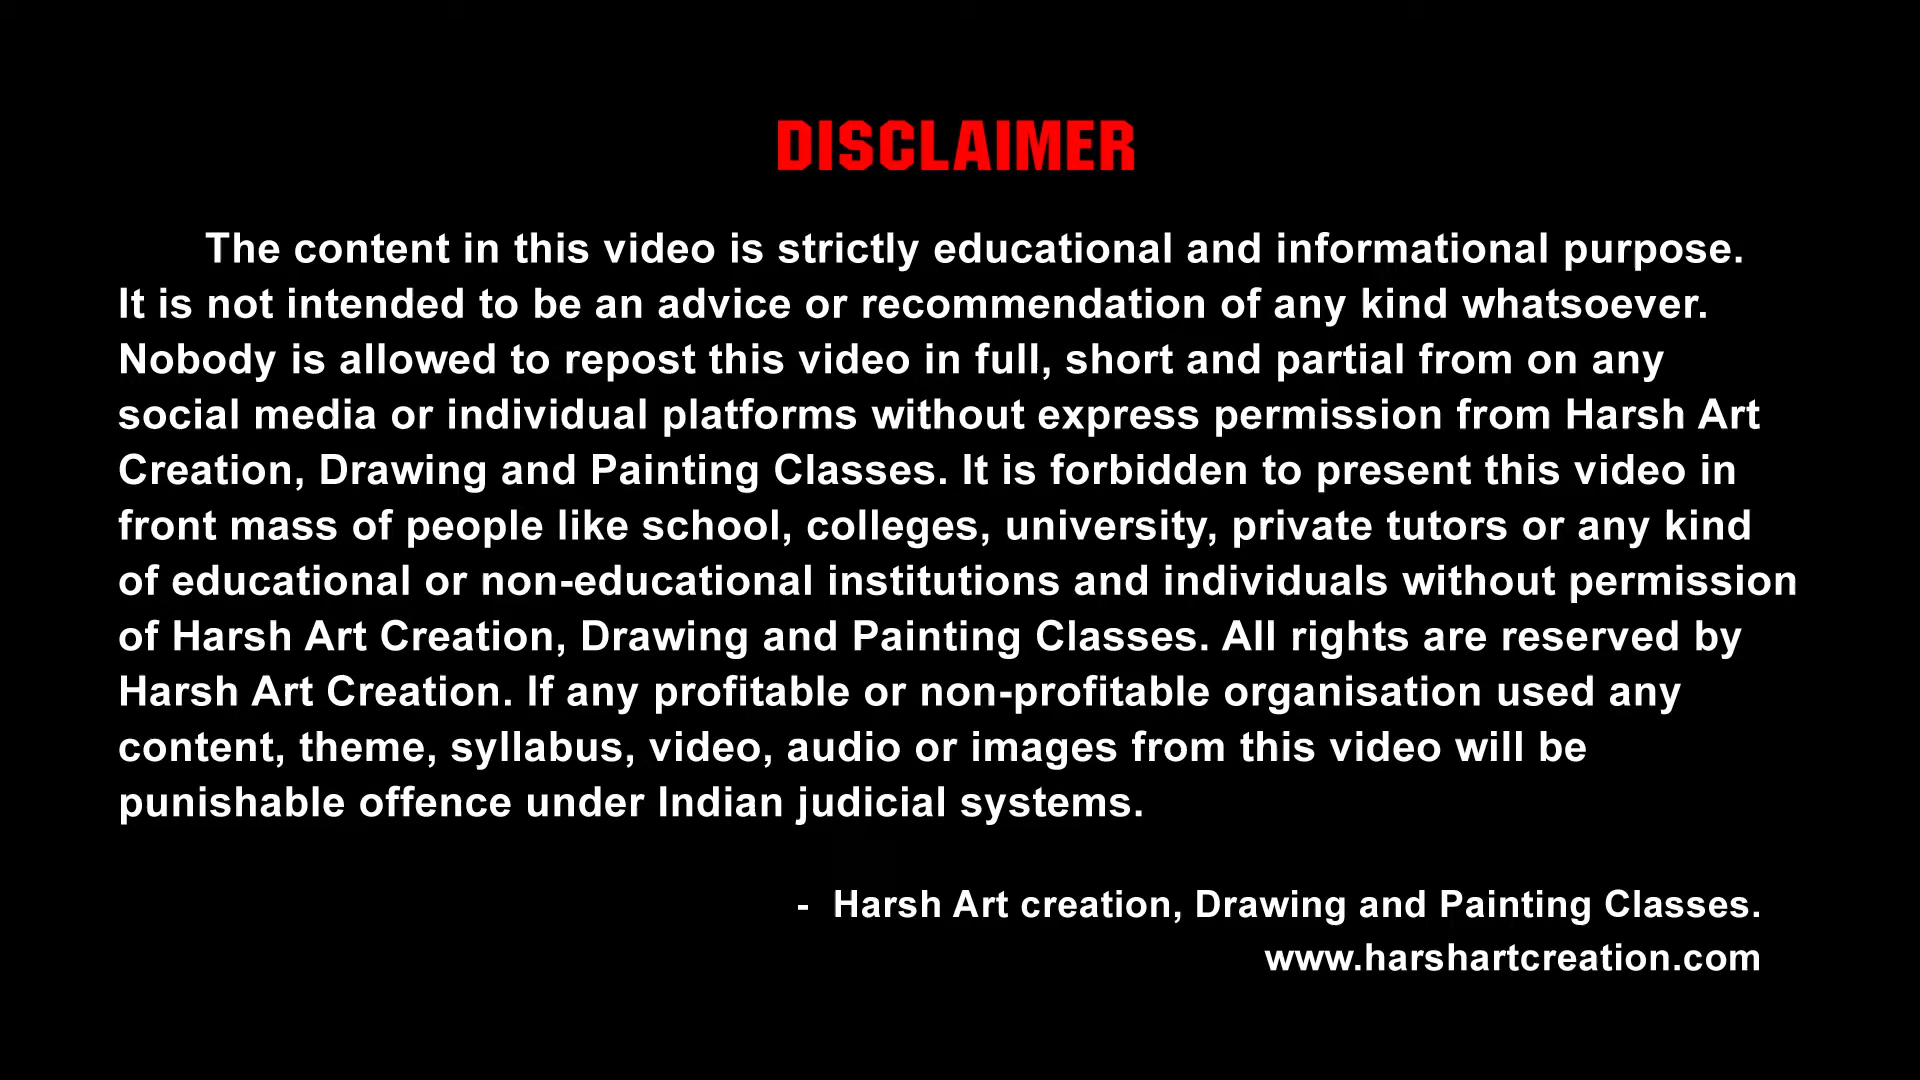 DISCLAIMER
The content in this video is strictly educational and informational purpose.
It is not intended to be an advice or recommendation of any kind whatsoever.
Nobody is allowed to repost this video in full, short and partial from on any
social media or individual platforms without express permission from Harsh Art
Creation, Drawing and Painting Classes. It is forbidden to present this video in
front mass of people like school, colleges, university, private tutors or any kind
of educational or non-educational institutions and individuals without permission
of Harsh Art Creation, Drawing and Painting Classes. All rights are reserved by
Harsh Art Creation. If any profitable or non-profitable organisation used any
content, theme, syllabus, video, audio or images from this video will be
punishable offence under Indian judicial systems.
- Harsh Art creation, Drawing and Painting Classes.
www.harshartcreation.com